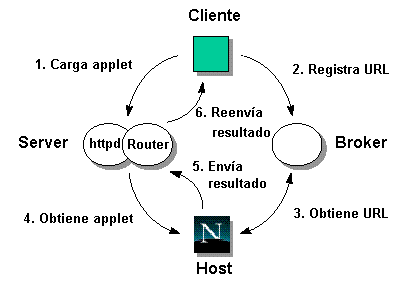 Cliente
1. Carga applet
2. Registra URL
6. Reenvía
resultado
Server
httpd
Router
Broker
5. Envía
resultado
4. Obtiene applet
3. Obtiene URL
N
Host